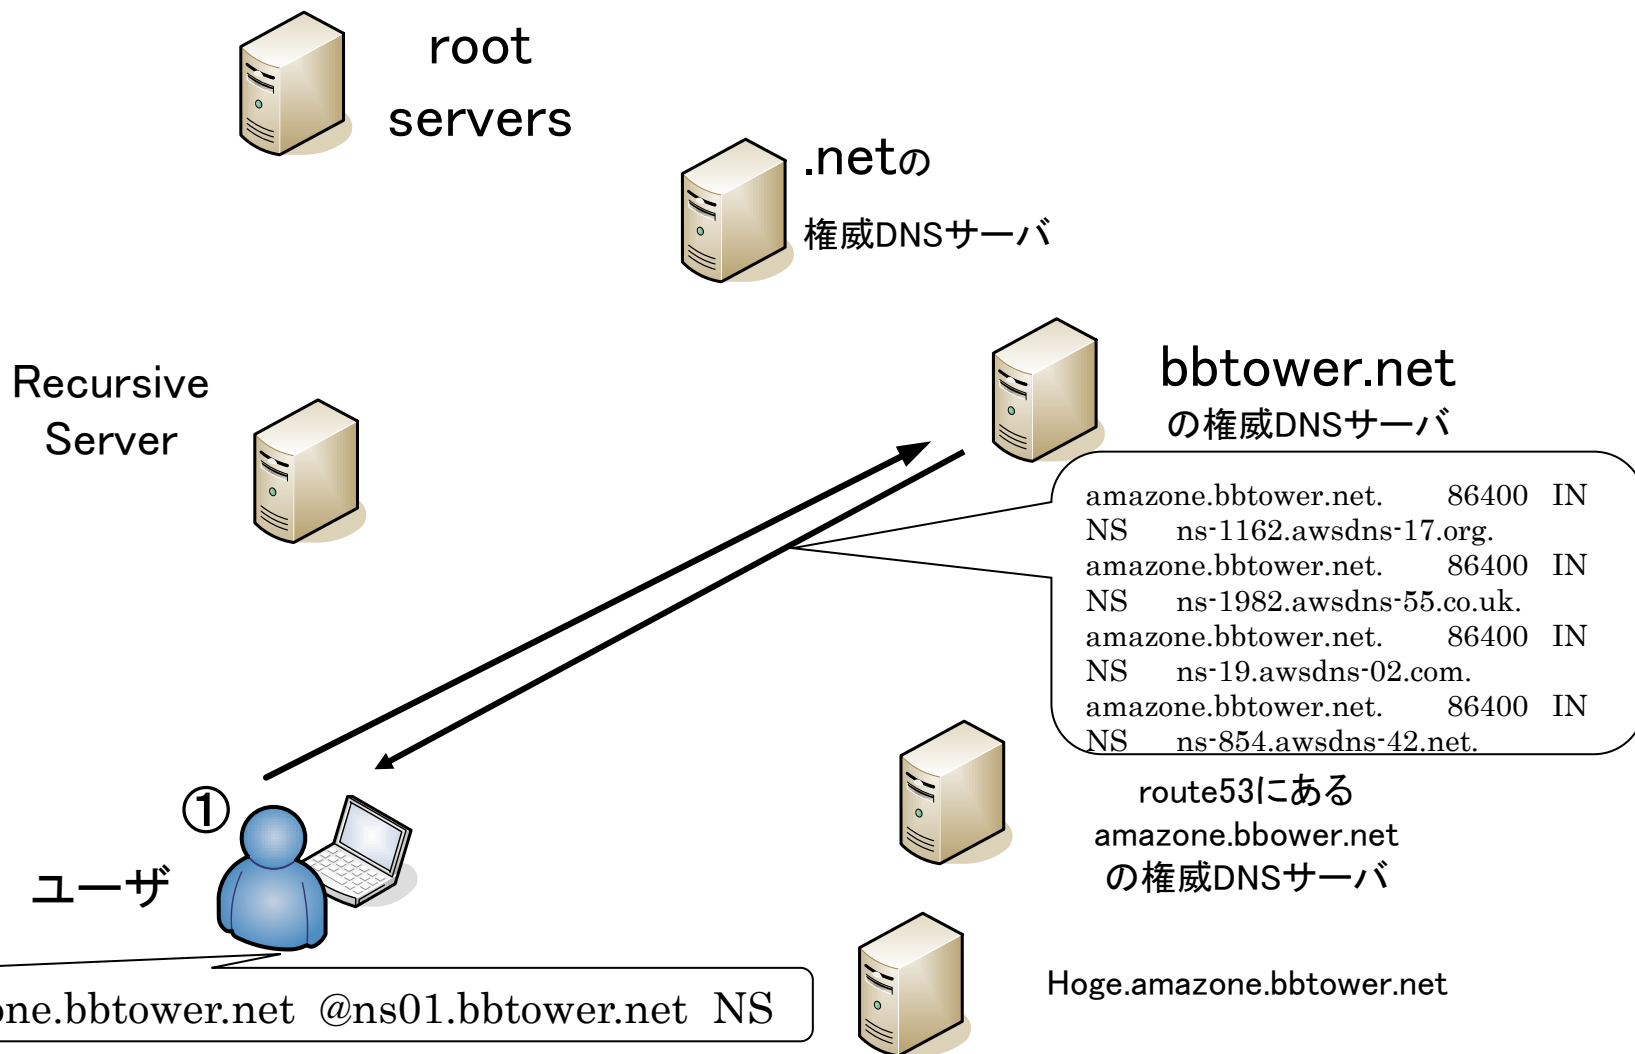 root
servers
.netの
権威DNSサーバ
Recursive
Server
bbtower.net
の権威DNSサーバ
amazone.bbtower.net. 86400 IN
NS ns-1162.awsdns-17.org.
amazone.bbtower.net. 86400 IN
NS ns-1982.awsdns-55.co.uk.
amazone.bbtower.net. 86400 IN
NS ns-19.awsdns-02.com.
amazone.bbtower.net. 86400 IN
NS ns-854.awsdns-42.net.
①
ユーザ
route53にある
amazone.bbower.net
の権威DNSサーバ
one.bbtower.net @ns01.bbtower.net NS
Hoge.amazone.bbtower.net